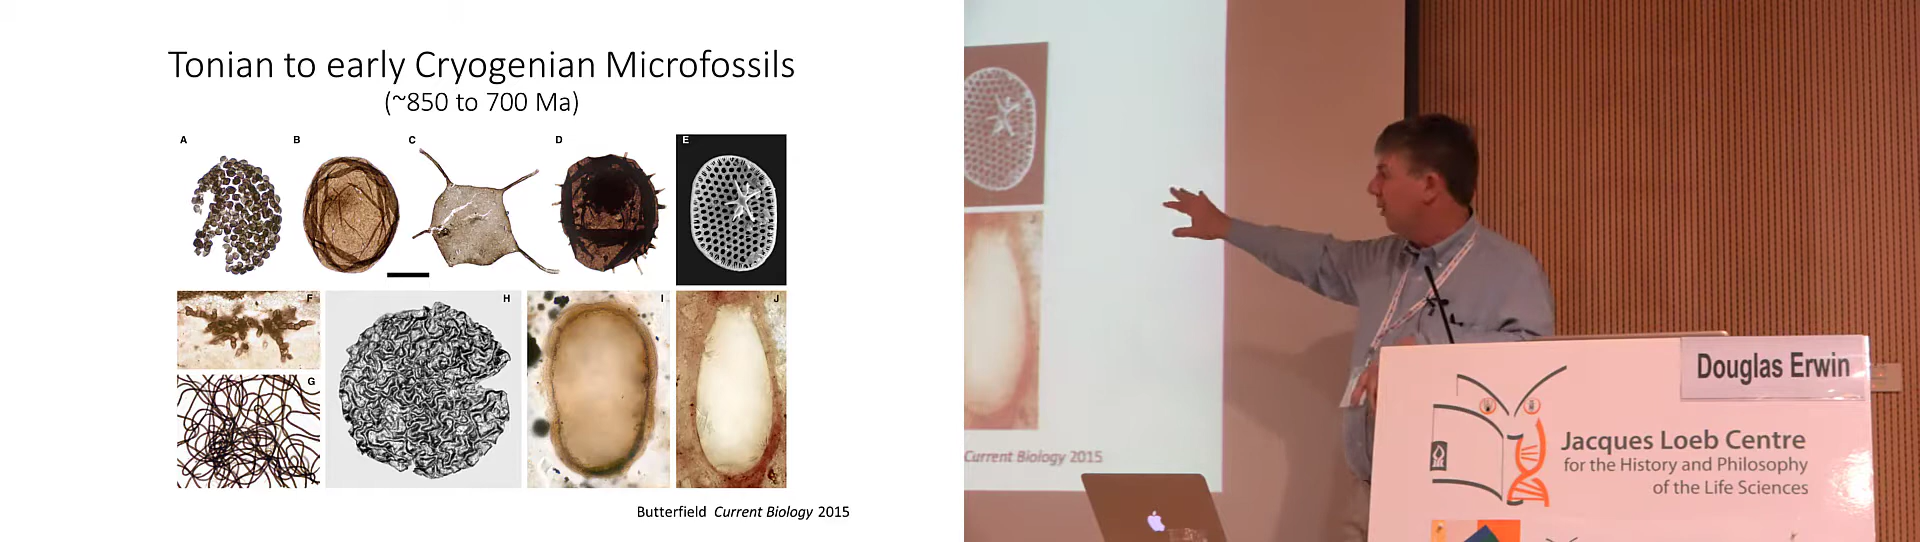 Tonian to early Cryogenian Microfossils
(~850 to 700 Ma)
A
B
C
D
E
F
G
H
I
J
Butterfield Current Biology 2015
Current Biology 2015
Douglas Erwin
Jacques Loeb Centre
for the History and Philosophy
of the Life Sciences